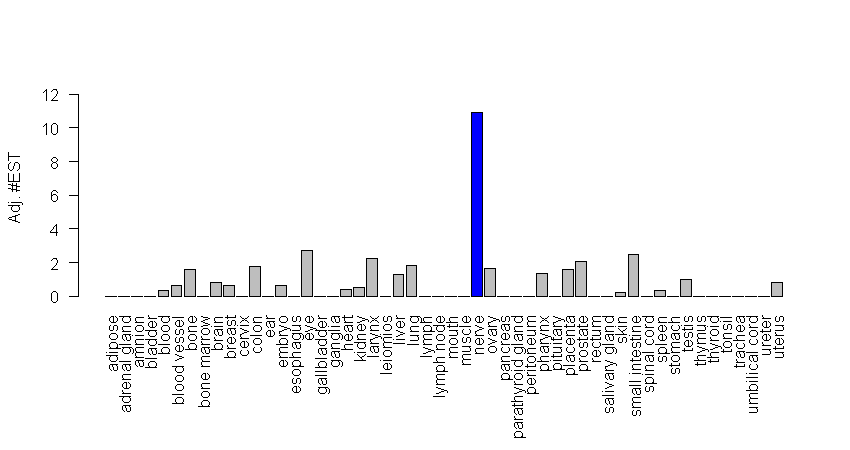 Adj. #EST
12
10
8
6
4
2
0
adipose
adrenal gland
amnion
bladder
blood
blood vessel
bone
bone marrow
brain
breast
cervix
colon
ear
embryo
esophagus
eye
gallbladder
ganglia
heart
kidney
larynx
leiomios
liver
lung
lymph
lymph node
mouth
muscle
nerve
ovary
pancreas
parathyroid gland
peritoneum
pharynx
pituitary
placenta
prostate
rectum
salivary gland
skin
small intestine
spinal cord
spleen
stomach
testis
thymus
thyroid
tonsil
trachea
umbilical cord
ureter
uterus